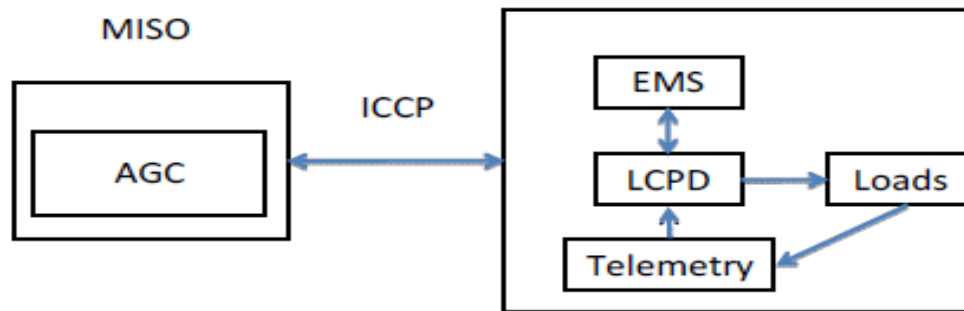 MISO
AGC
ICCP
EMS
LCPD
Loads
Telemetry